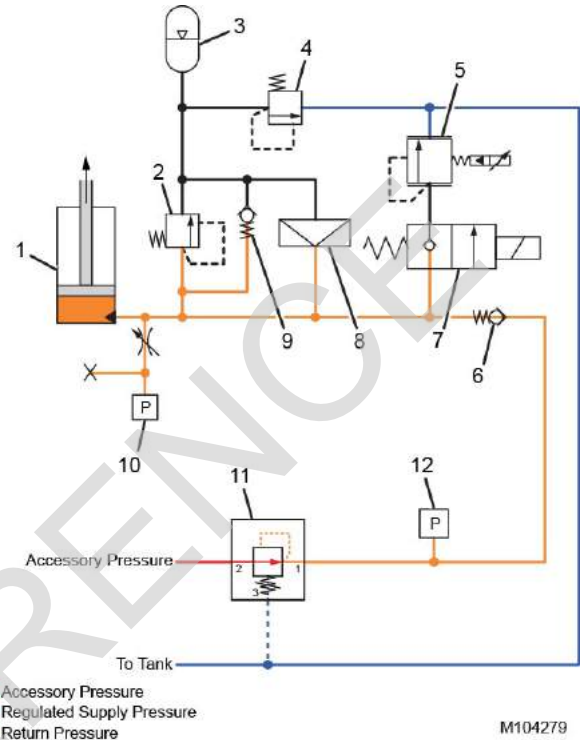 3
4
5
2
1
9
8
7
6
P
10
11
12
P
Accessory Pressure
2
1
3
To Tank
Accessory Pressure
Regulated Supply Pressure
Return Pressure
M104279
RENCE